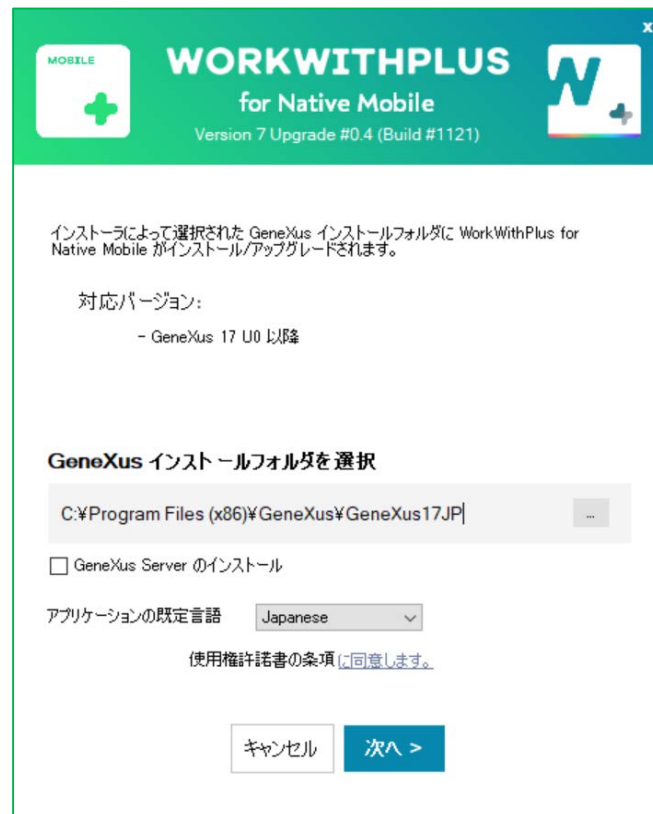 x
MOBILE
WORKWITHPLUS
for Native Mobile
Version 7 Upgrade #0.4 (Build #1121)
インストーラによって選択された GeneXus インストールフォルダに WorkWithPlus for
Native Mobile がインストール/アップグレードされます。
対応バージョン:
- GeneXus 17 U0 以降
GeneXus インストールフォルダを選択
C:¥Program Files (x86)¥GeneXus¥GeneXus17JP
...
GeneXus Server のインストール
アプリケーションの既定言語 Japanese
使用権許諾書の条項に同意します。
キャンセル 次へ >